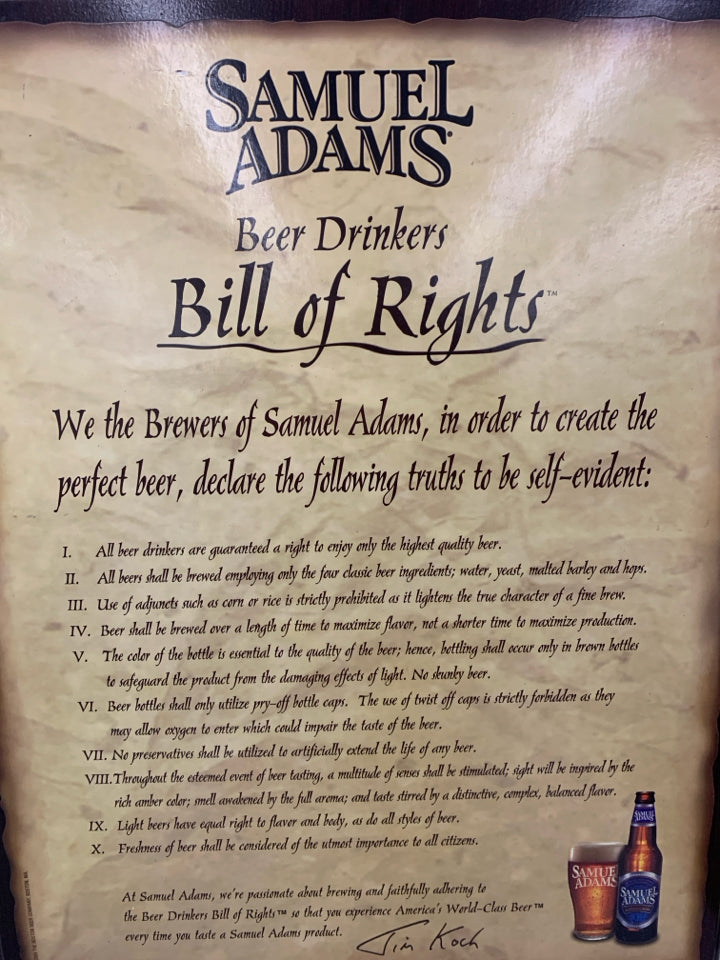 SAMUEL
ADAMS®
Beer Drinkers
Bill of Rights™
We the Brewers of Samuel Adams, in order to create the
perfect beer, declare the following truths to be self-evident:
I. All beer drinkers are guaranteed a right to enjoy only the highest quality beer.
II. All beers shall be brewed employing only the four classic beer ingredients; water, yeast, malted barley and hops.
III. Use of adjuncts such as corn or rice is strictly prohibited as it lightens the true character of a fine brew.
IV. Beer shall be brewed over a length of time to maximize flavor, not a shorter time to maximize production.
V. The color of the bottle is essential to the quality of the beer; hence, bottling shall occur only in brown bottles
to safeguard the product from the damaging effects of light. No skunky beer.
VI. Beer bottles shall only utilize pry-off bottle caps. The use of twist off caps is strictly forbidden as they
may allow oxygen to enter which could impair the taste of the beer.
VII. No preservatives shall be utilized to artificially extend the life of any beer.
VIII. Throughout the esteemed event of beer tasting, a multitude of senses shall be stimulated; sight will be inspired by the
rich amber color; smell awakened by the full aroma; and taste stirred by a distinctive, complex, balanced flavor.
IX. Light beers have equal right to flavor and body, as do all styles of beer.
X. Freshness of beer shall be considered of the utmost importance to all citizens.
At Samuel Adams, we're passionate about brewing and faithfully adhering to
the Beer Drinkers Bill of Rights™ so that you experience America's World-Class Beer™
every time you taste a Samuel Adams product.
Jim Koch
SAMUEL
ADAMS
SAMUEL
ADAMS
SAMUEL
ADAMS